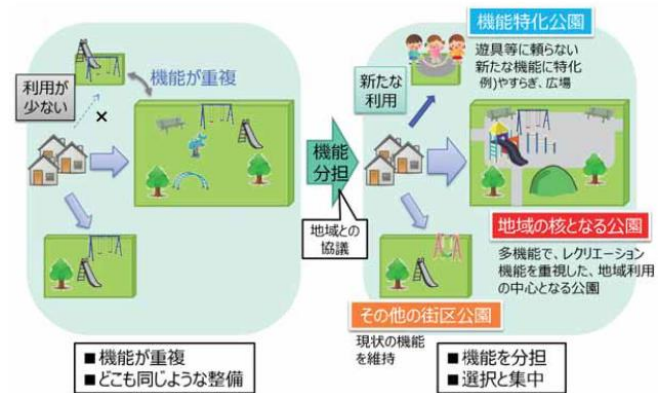 利用が
少ない
×
機能が重複
■ 機能が重複
■ どこも同じような整備
機能
分担
地域との
協議
機能特化公園
遊具等に頼らない
新たな機能に特化
例)やすらぎ、広場
新たな
利用
地域の核となる公園
多機能で、レクリエーション
機能を重視した、地域利用
の中心となる公園
その他の街区公園
現状の機能
を維持
■ 機能を分担
■ 選択と集中